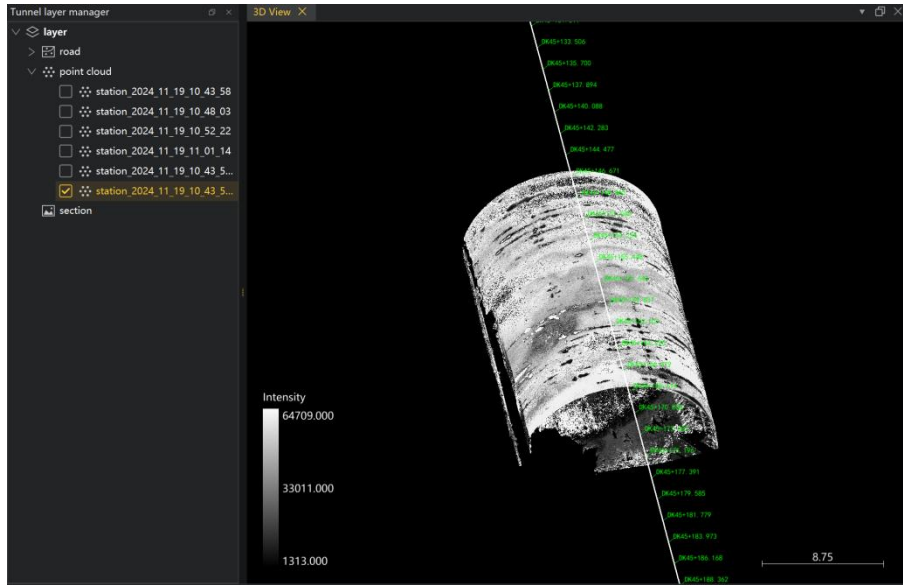 Tunnel layer manager
3D View
layer
road
point cloud
station_2024_11_19_10_43_58
station_2024_11_19_10_48_03
station_2024_11_19_10_52_22
station_2024_11_19_11_01_14
station_2024_11_19_10_43_5...
station_2024_11_19_10_43_5...
section
DK45+133.506
DK45+135.700
DK45+137.894
DK45+140.088
DK45+142.283
DK45+144.477
DK45+146.671
DK45+177.391
DK45+179.585
DK45+181.779
DK45+183.973
DK45+186.168
DK45+188.362
Intensity
64709.000
33011.000
1313.000
8.75